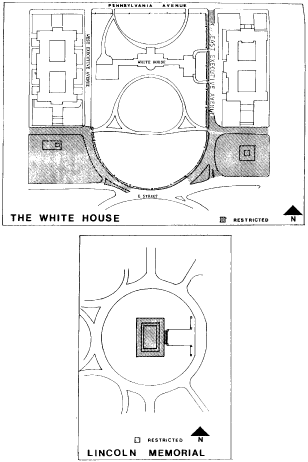 PENNSYLVANIA AVENUE
WEST EXECUTIVE AVENUE
WHITE HOUSE
EAST EXECUTIVE AVENUE
E STREET
THE WHITE HOUSE
RESTRICTED
N
RESTRICTED
N
LINCOLN MEMORIAL